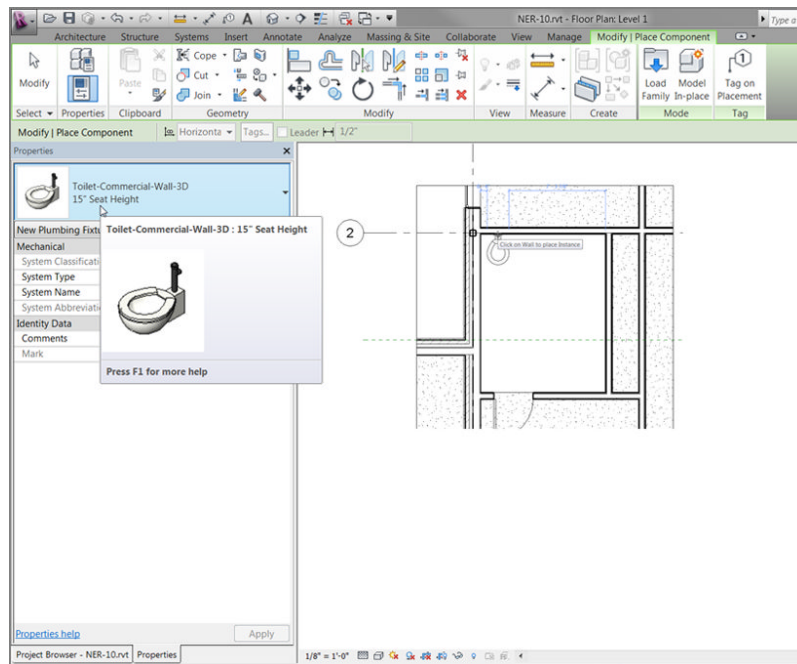 NER-10.rvt - Floor Plan: Level 1
Type a
Architecture Structure Systems Insert Annotate Analyze Massing & Site Collaborate View Manage Modify | Place Component
Modify
Paste
Cope
Cut
Join
Load Family
Model In-place
Tag on Placement
Select Properties Clipboard Geometry Modify View Measure Create Mode Tag
Modify | Place Component Horizonta Tags... Leader 1/2"
Properties
Toilet-Commercial-Wall-3D
15" Seat Height
New Plumbing Fixtu
Toilet-Commercial-Wall-3D : 15" Seat Height
Mechanical
System Classificati
System Type
System Name
System Abbreviati
Identity Data
Comments
Mark
Press F1 for more help
2
Click on Wall to place Instance
Properties help
Apply
Project Browser - NER-10.rvt Properties
1/8" = 1'-0"